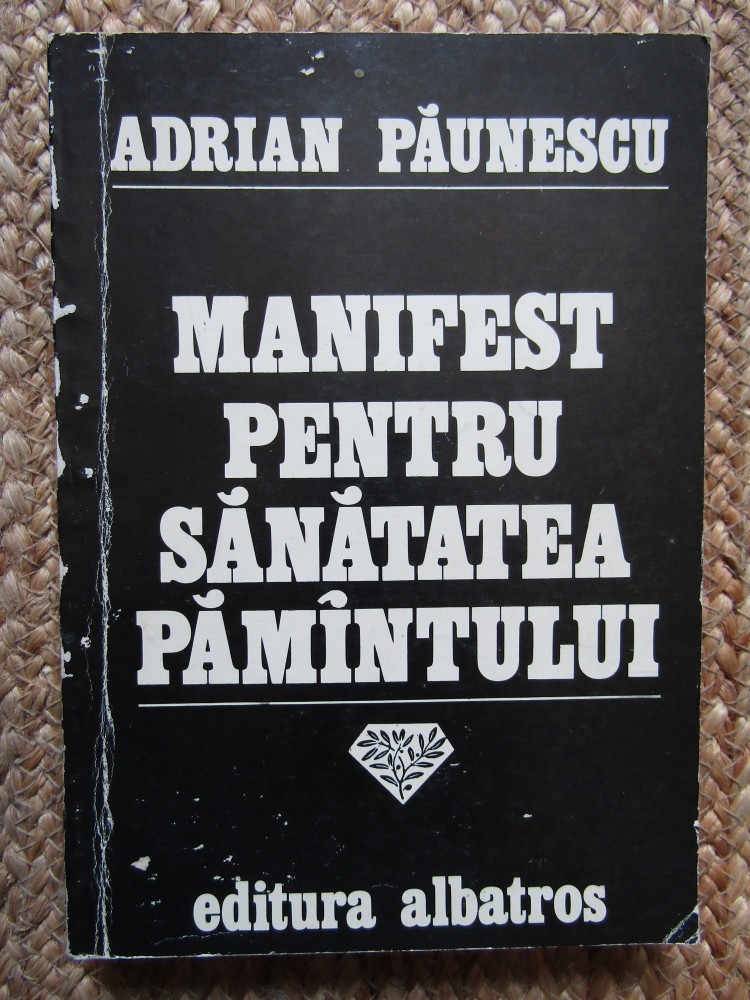 ADRIAN PĂUNESCU
MANIFEST
PENTRU
SĂNĂTATEA
PĂMÎNTULUI
editura albatros